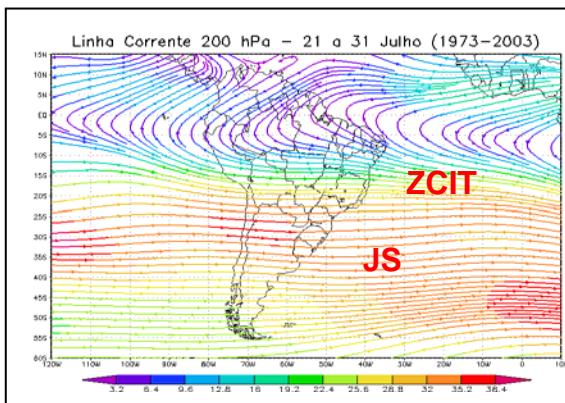 Linha Corrente 200 hPa - 21 a 31 Julho (1973-2003)
15N
10N
5N
EQ
5S
10S
15S
20S
25S
30S
35S
40S
45S
50S
55S
60S
ZCIT
JS
120W 110W 100W 90W 80W 70W 60W 50W 40W 30W 20W 10W 0 10E
3.2 6.4 9.6 12.8 16 19.2 22.4 25.6 28.8 32 35.2 38.4